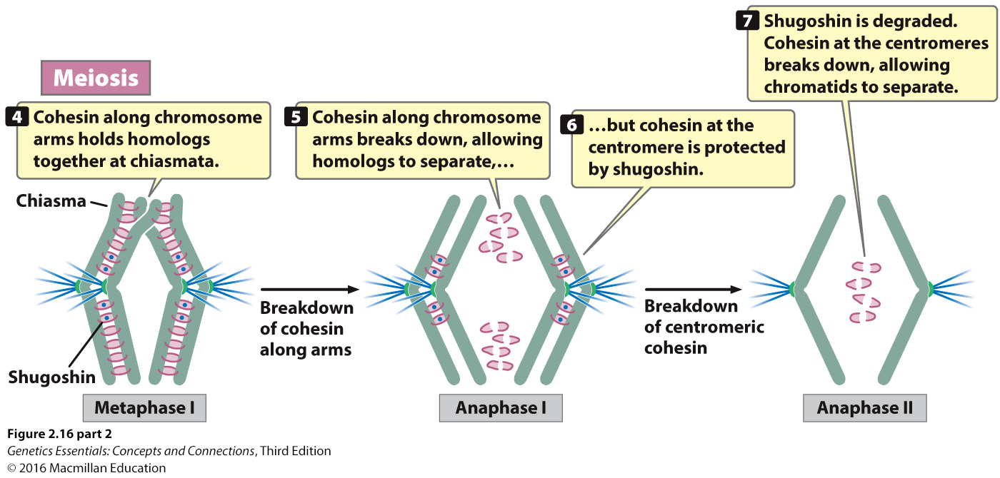 Meiosis
4 Cohesin along chromosome
arms holds homologs
together at chiasmata.
5 Cohesin along chromosome
arms breaks down, allowing
homologs to separate,…
6 …but cohesin at the
centromere is protected
by shugoshin.
7 Shugoshin is degraded.
Cohesin at the centromeres
breaks down, allowing
chromatids to separate.
Chiasma
Shugoshin
Breakdown
of cohesin
along arms
Breakdown
of centromeric
cohesin
Metaphase I
Anaphase I
Anaphase II
Figure 2.16 part 2
Genetics Essentials: Concepts and Connections, Third Edition
© 2016 Macmillan Education